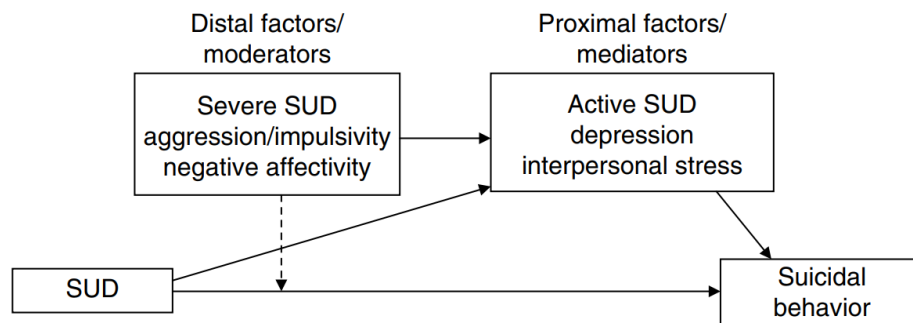 Distal factors/
moderators
Proximal factors/
mediators
Severe SUD
aggression/impulsivity
negative affectivity
Active SUD
depression
interpersonal stress
SUD
Suicidal
behavior